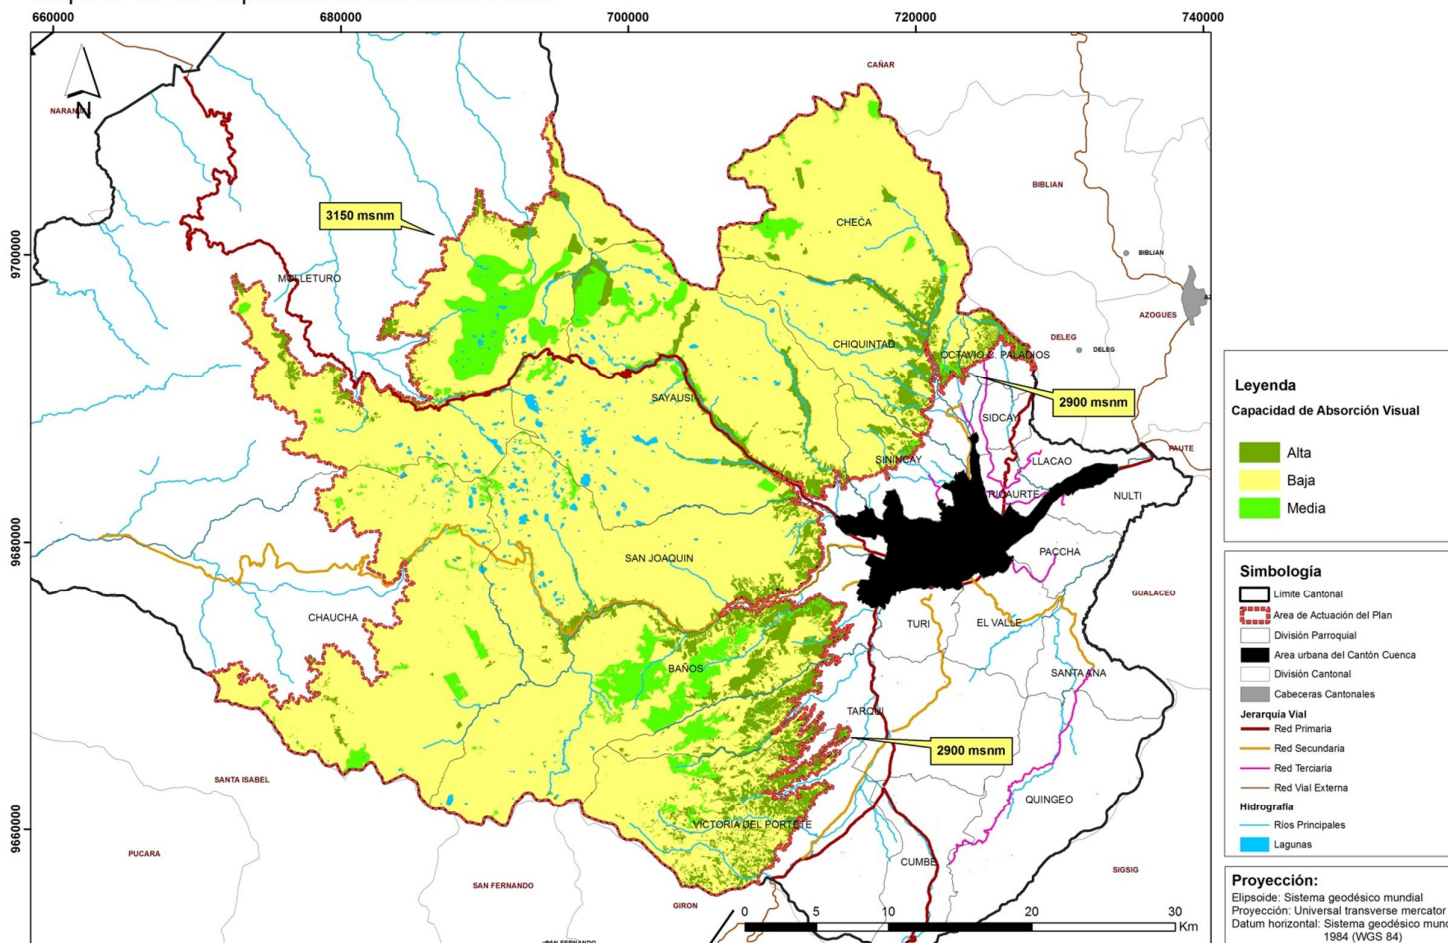 660000
680000
700000
720000
740000
N
9700000
9680000
9660000
CAÑAR
BIBLIAN
BIBLIAN
AZOGUES
DELEG
DELEG
PAUTE
GUALACEO
SIGSIG
GIRON
SAN FERNANDO
PUCARA
SANTA ISABEL
3150 msnm
2900 msnm
2900 msnm
MOLLETURO
CHECA
CHIQUINTAD
OCTAVIO C. PALACIOS
SAYAUSI
SIDCAY
SININCAY
LLACAO
RICAURTE
NULTI
SAN JOAQUIN
PACCHA
CHAUCHA
TURI
EL VALLE
BAÑOS
SANTA ANA
TARQUI
QUINGEO
VICTORIA DEL PORTETE
CUMBE
0 5 10 20 30
Km
Leyenda
Capacidad de Absorción Visual
Alta
Baja
Media
Simbología
Límite Cantonal
Area de Actuación del Plan
División Parroquial
Area urbana del Cantón Cuenca
División Cantonal
Cabeceras Cantonales
Jerarquía Vial
Red Primaria
Red Secundaria
Red Terciaria
Red Vial Externa
Hidrografía
Ríos Principales
Lagunas
Proyección:
Elipsoide: Sistema geodésico mundial
Proyección: Universal transverse mercator
Datum horizontal: Sistema geodésico mun
1984 (WGS 84)